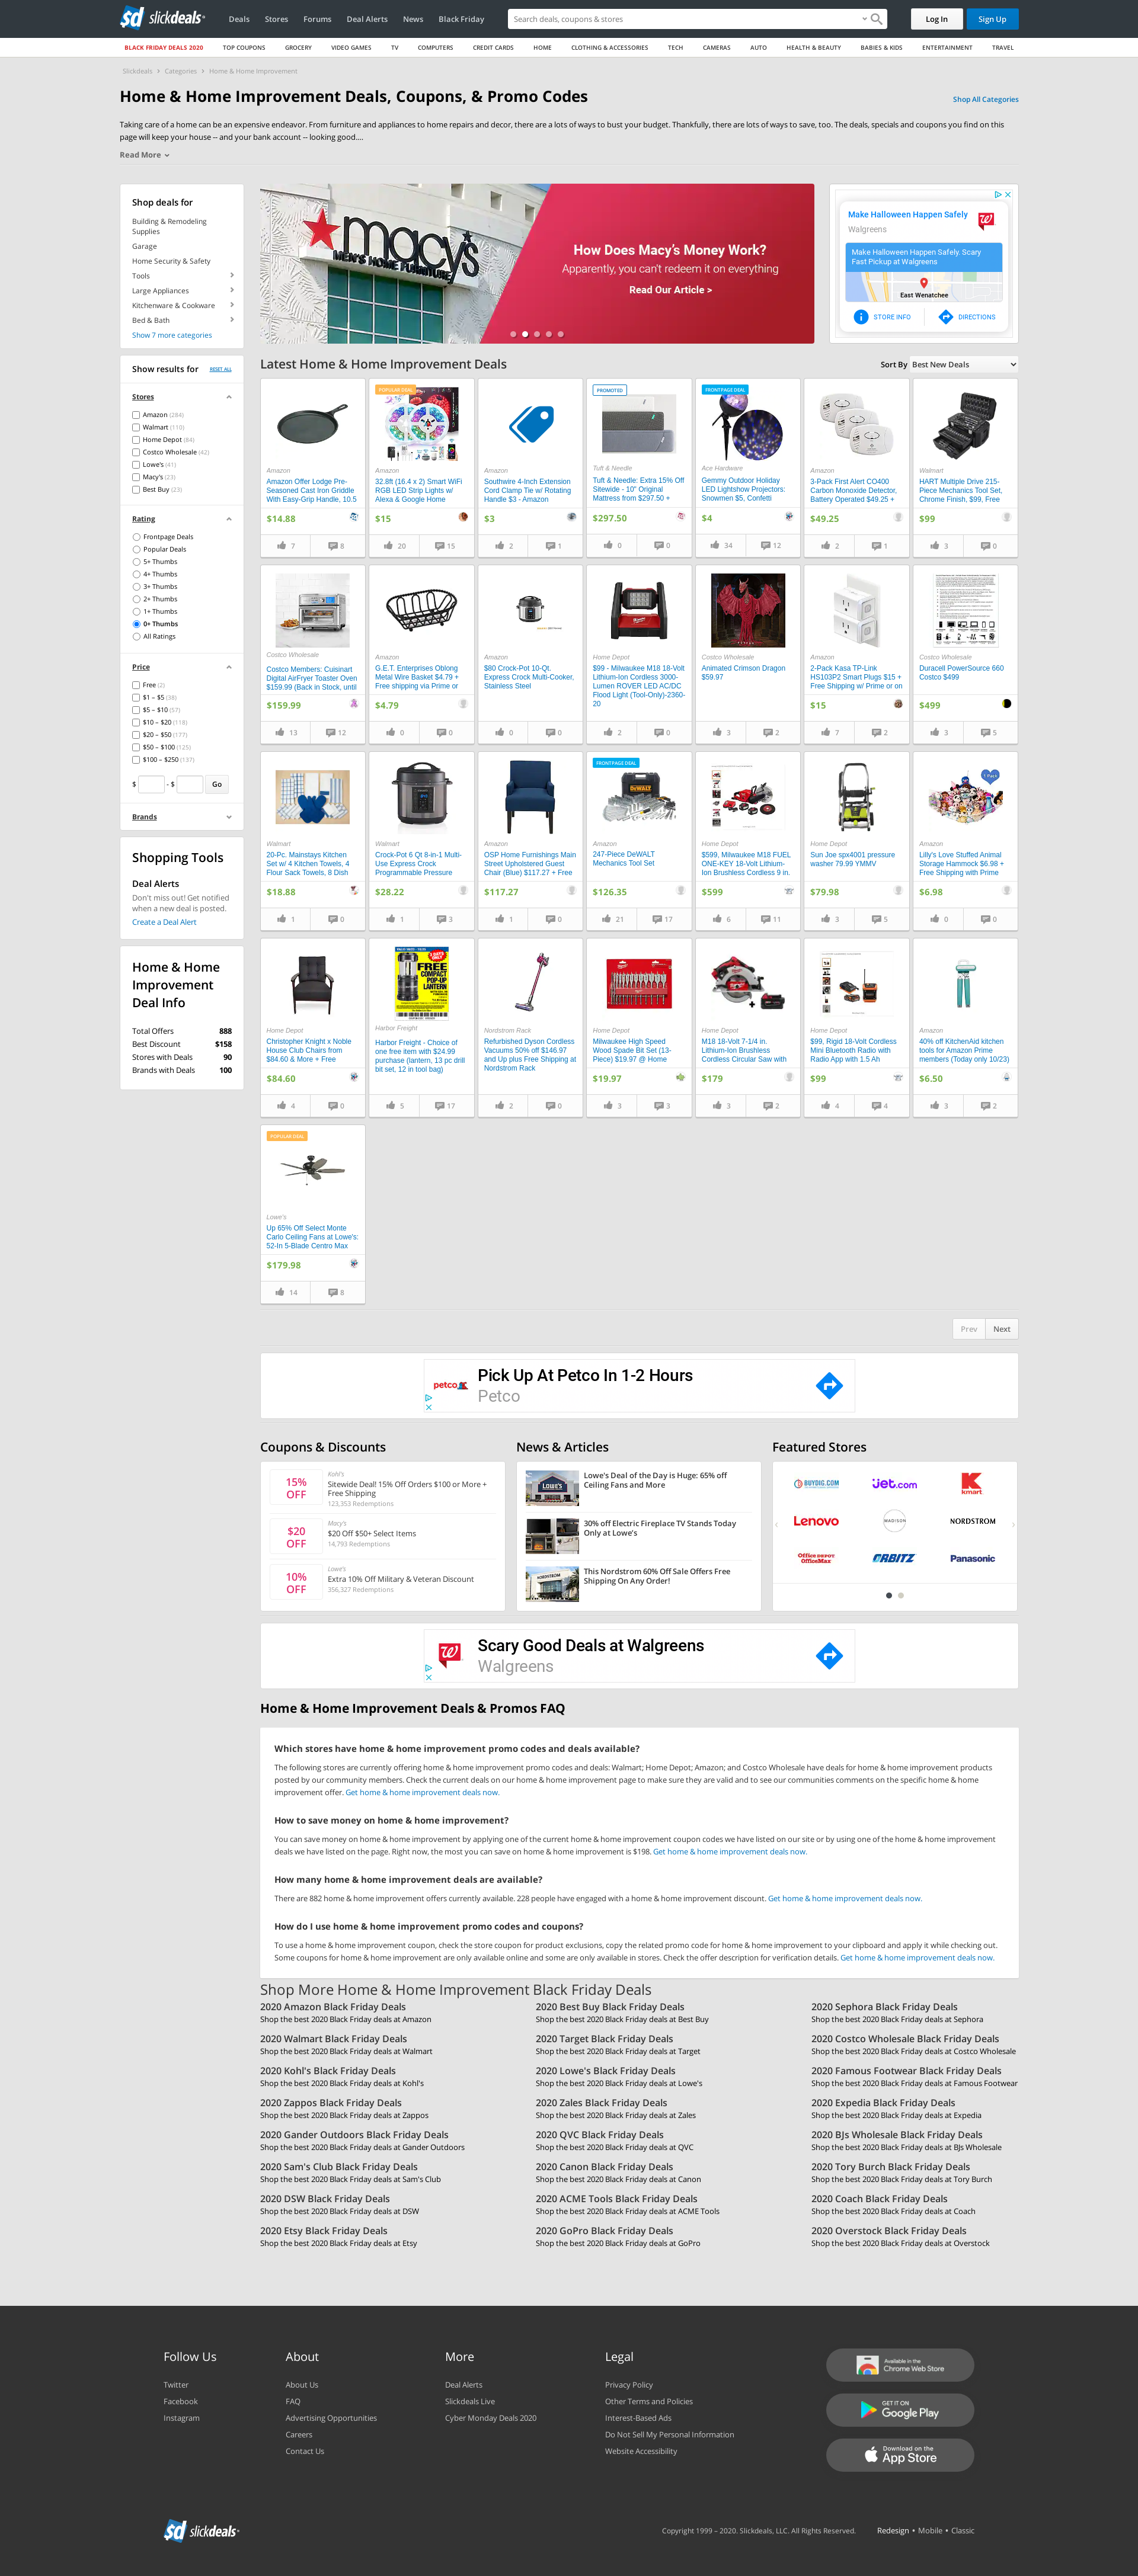 slickdeals
Deals
Stores
Forums
Deal Alerts
News
Black Friday
Search deals, coupons & stores
Log In
Sign Up
BLACK FRIDAY DEALS 2020
TOP COUPONS
GROCERY
VIDEO GAMES
TV
COMPUTERS
CREDIT CARDS
HOME
CLOTHING & ACCESSORIES
TECH
CAMERAS
AUTO
HEALTH & BEAUTY
BABIES & KIDS
ENTERTAINMENT
TRAVEL
Slickdeals > Categories > Home & Home Improvement
Home & Home Improvement Deals, Coupons, & Promo Codes
Shop All Categories
Taking care of a home can be an expensive endeavor. From furniture and appliances to home repairs and decor, there are a lots of ways to bust your budget. Thankfully, there are lots of ways to save, too. The deals, specials and coupons you find on this
page will keep your house -- and your bank account -- looking good....
Read More
Shop deals for
Building & Remodeling
Supplies
Garage
Home Security & Safety
Tools
Large Appliances
Kitchenware & Cookware
Bed & Bath
Show 7 more categories
Show results for
RESET ALL
Stores
Amazon (284)
Walmart (110)
Home Depot (84)
Costco Wholesale (42)
Lowe's (41)
Macy's (23)
Best Buy (23)
Rating
Frontpage Deals
Popular Deals
5+ Thumbs
4+ Thumbs
3+ Thumbs
2+ Thumbs
1+ Thumbs
0+ Thumbs
All Ratings
Price
Free (2)
$1 – $5 (38)
$5 – $10 (57)
$10 – $20 (118)
$20 – $50 (177)
$50 – $100 (125)
$100 – $250 (137)
$ - $ Go
Brands
Shopping Tools
Deal Alerts
Don't miss out! Get notified
when a new deal is posted.
Create a Deal Alert
Home & Home
Improvement
Deal Info
Total Offers 888
Best Discount $158
Stores with Deals 90
Brands with Deals 100
macy's
MEN'S HOME FURNITURE
How Does Macy's Money Work?
Apparently, you can't redeem it on everything
Read Our Article >
Make Halloween Happen Safely
Walgreens
Make Halloween Happen Safely. Scary
Fast Pickup at Walgreens
East Wenatchee
STORE INFO
DIRECTIONS
Latest Home & Home Improvement Deals
Sort By Best New Deals
Amazon
Amazon Offer Lodge Pre-
Seasoned Cast Iron Griddle
With Easy-Grip Handle, 10.5
$14.88
7 8
POPULAR DEAL
Amazon
32.8ft (16.4 x 2) Smart WiFi
RGB LED Strip Lights w/
Alexa & Google Home
$15
20 15
Amazon
Southwire 4-Inch Extension
Cord Clamp Tie w/ Rotating
Handle $3 - Amazon
$3
2 1
PROMOTED
Tuft & Needle
Tuft & Needle: Extra 15% Off
Sitewide - 10" Original
Mattress from $297.50 +
$297.50
0 0
FRONTPAGE DEAL
Ace Hardware
Gemmy Outdoor Holiday
LED Lightshow Projectors:
Snowmen $5, Confetti
$4
34 12
Amazon
3-Pack First Alert CO400
Carbon Monoxide Detector,
Battery Operated $49.25 +
$49.25
2 1
Walmart
HART Multiple Drive 215-
Piece Mechanics Tool Set,
Chrome Finish, $99, Free
$99
3 0
Costco Wholesale
Costco Members: Cuisinart
Digital AirFryer Toaster Oven
$159.99 (Back in Stock, until
$159.99
13 12
Amazon
G.E.T. Enterprises Oblong
Metal Wire Basket $4.79 +
Free shipping via Prime or
$4.79
0 0
Amazon
$80 Crock-Pot 10-Qt.
Express Crock Multi-Cooker,
Stainless Steel
0 0
Home Depot
$99 - Milwaukee M18 18-Volt
Lithium-Ion Cordless 3000-
Lumen ROVER LED AC/DC
Flood Light (Tool-Only)-2360-
20
2 0
Costco Wholesale
Animated Crimson Dragon
$59.97
3 2
Amazon
2-Pack Kasa TP-Link
HS103P2 Smart Plugs $15 +
Free Shipping w/ Prime or on
$15
7 2
Costco Wholesale
Duracell PowerSource 660
Costco $499
$499
3 5
Walmart
20-Pc. Mainstays Kitchen
Set w/ 4 Kitchen Towels, 4
Flour Sack Towels, 8 Dish
$18.88
1 0
Walmart
Crock-Pot 6 Qt 8-in-1 Multi-
Use Express Crock
Programmable Pressure
$28.22
1 3
Amazon
OSP Home Furnishings Main
Street Upholstered Guest
Chair (Blue) $117.27 + Free
$117.27
1 0
FRONTPAGE DEAL
DEWALT
Amazon
247-Piece DeWALT
Mechanics Tool Set
$126.35
21 17
Home Depot
$599, Milwaukee M18 FUEL
ONE-KEY 18-Volt Lithium-
Ion Brushless Cordless 9 in.
$599
6 11
Home Depot
Sun Joe spx4001 pressure
washer 79.99 YMMV
$79.98
3 5
1 Pack
Amazon
Lilly's Love Stuffed Animal
Storage Hammock $6.98 +
Free Shipping with Prime
$6.98
0 0
Home Depot
Christopher Knight x Noble
House Club Chairs from
$84.60 & More + Free
$84.60
4 0
FREE
COMPACT
POP-UP
LANTERN
Harbor Freight
Harbor Freight - Choice of
one free item with $24.99
purchase (lantern, 13 pc drill
bit set, 12 in tool bag)
5 17
Nordstrom Rack
Refurbished Dyson Cordless
Vacuums 50% off $146.97
and Up plus Free Shipping at
Nordstrom Rack
2 0
Home Depot
Milwaukee High Speed
Wood Spade Bit Set (13-
Piece) $19.97 @ Home
$19.97
3 3
Home Depot
M18 18-Volt 7-1/4 in.
Lithium-Ion Brushless
Cordless Circular Saw with
$179
3 2
Home Depot
$99, Rigid 18-Volt Cordless
Mini Bluetooth Radio with
Radio App with 1.5 Ah
$99
4 4
Amazon
40% off KitchenAid kitchen
tools for Amazon Prime
members (Today only 10/23)
$6.50
3 2
POPULAR DEAL
Lowe's
Up 65% Off Select Monte
Carlo Ceiling Fans at Lowe's:
52-In 5-Blade Centro Max
$179.98
14 8
Prev Next
petco
Pick Up At Petco In 1-2 Hours
Petco
Coupons & Discounts
15%
OFF
Kohl's
Sitewide Deal! 15% Off Orders $100 or More +
Free Shipping
123,353 Redemptions
$20
OFF
Macy's
$20 Off $50+ Select Items
14,793 Redemptions
10%
OFF
Lowe's
Extra 10% Off Military & Veteran Discount
356,327 Redemptions
News & Articles
LOWE'S
Lowe's Deal of the Day is Huge: 65% off
Ceiling Fans and More
30% off Electric Fireplace TV Stands Today
Only at Lowe's
NORDSTROM
This Nordstrom 60% Off Sale Offers Free
Shipping On Any Order!
Featured Stores
BUYDIG.COM
jet.com
kmart
Lenovo
MADISON
NORDSTROM
Office DEPOT
OfficeMax
ORBITZ
Panasonic
Scary Good Deals at Walgreens
Walgreens
Home & Home Improvement Deals & Promos FAQ
Which stores have home & home improvement promo codes and deals available?
The following stores are currently offering home & home improvement promo codes and deals: Walmart; Home Depot; Amazon; and Costco Wholesale have deals for home & home improvement products
posted by our community members. Check the current deals on our home & home improvement page to make sure they are valid and to see our communities comments on the specific home & home
improvement offer. Get home & home improvement deals now.
How to save money on home & home improvement?
You can save money on home & home improvement by applying one of the current home & home improvement coupon codes we have listed on our site or by using one of the home & home improvement
deals we have listed on the page. Right now, the most you can save on home & home improvement is $198. Get home & home improvement deals now.
How many home & home improvement deals are available?
There are 882 home & home improvement offers currently available. 228 people have engaged with a home & home improvement discount. Get home & home improvement deals now.
How do I use home & home improvement promo codes and coupons?
To use a home & home improvement coupon, check the store coupon for product exclusions, copy the related promo code for home & home improvement to your clipboard and apply it while checking out.
Some coupons for home & home improvement are only available online and some are only available in stores. Check the offer description for verification details. Get home & home improvement deals now.
Shop More Home & Home Improvement Black Friday Deals
2020 Amazon Black Friday Deals
Shop the best 2020 Black Friday deals at Amazon
2020 Best Buy Black Friday Deals
Shop the best 2020 Black Friday deals at Best Buy
2020 Sephora Black Friday Deals
Shop the best 2020 Black Friday deals at Sephora
2020 Walmart Black Friday Deals
Shop the best 2020 Black Friday deals at Walmart
2020 Target Black Friday Deals
Shop the best 2020 Black Friday deals at Target
2020 Costco Wholesale Black Friday Deals
Shop the best 2020 Black Friday deals at Costco Wholesale
2020 Kohl's Black Friday Deals
Shop the best 2020 Black Friday deals at Kohl's
2020 Lowe's Black Friday Deals
Shop the best 2020 Black Friday deals at Lowe's
2020 Famous Footwear Black Friday Deals
Shop the best 2020 Black Friday deals at Famous Footwear
2020 Zappos Black Friday Deals
Shop the best 2020 Black Friday deals at Zappos
2020 Zales Black Friday Deals
Shop the best 2020 Black Friday deals at Zales
2020 Expedia Black Friday Deals
Shop the best 2020 Black Friday deals at Expedia
2020 Gander Outdoors Black Friday Deals
Shop the best 2020 Black Friday deals at Gander Outdoors
2020 QVC Black Friday Deals
Shop the best 2020 Black Friday deals at QVC
2020 BJs Wholesale Black Friday Deals
Shop the best 2020 Black Friday deals at BJs Wholesale
2020 Sam's Club Black Friday Deals
Shop the best 2020 Black Friday deals at Sam's Club
2020 Canon Black Friday Deals
Shop the best 2020 Black Friday deals at Canon
2020 Tory Burch Black Friday Deals
Shop the best 2020 Black Friday deals at Tory Burch
2020 DSW Black Friday Deals
Shop the best 2020 Black Friday deals at DSW
2020 ACME Tools Black Friday Deals
Shop the best 2020 Black Friday deals at ACME Tools
2020 Coach Black Friday Deals
Shop the best 2020 Black Friday deals at Coach
2020 Etsy Black Friday Deals
Shop the best 2020 Black Friday deals at Etsy
2020 GoPro Black Friday Deals
Shop the best 2020 Black Friday deals at GoPro
2020 Overstock Black Friday Deals
Shop the best 2020 Black Friday deals at Overstock
Follow Us
Twitter
Facebook
Instagram
About
About Us
FAQ
Advertising Opportunities
Careers
Contact Us
More
Deal Alerts
Slickdeals Live
Cyber Monday Deals 2020
Legal
Privacy Policy
Other Terms and Policies
Interest-Based Ads
Do Not Sell My Personal Information
Website Accessibility
Available in the
Chrome Web Store
GET IT ON
Google Play
Download on the
App Store
slickdeals
Copyright 1999 – 2020. Slickdeals, LLC. All Rights Reserved.
Redesign • Mobile • Classic